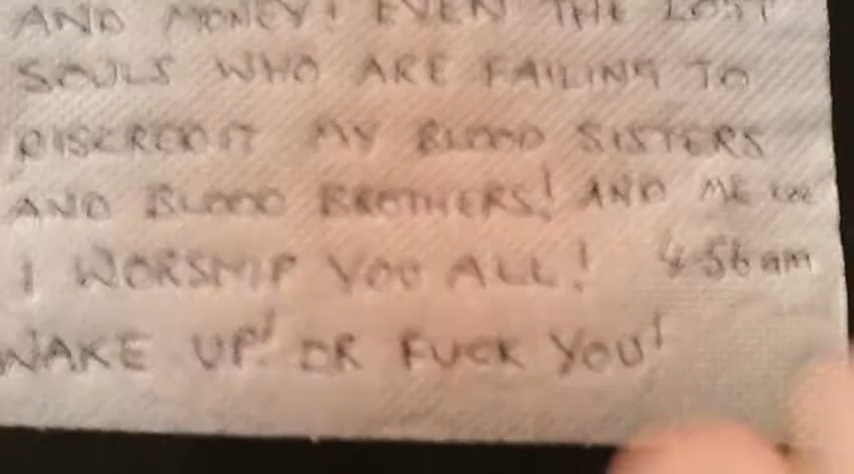 AND MONEY! EVEN THE LOST
SOULS WHO ARE FAILING TO
DISCREDIT MY BLOOD SISTERS
AND BLOOD BROTHERS! AND ME
I WORSHIP YOU ALL! 4.56am
WAKE UP! OR FUCK YOU!